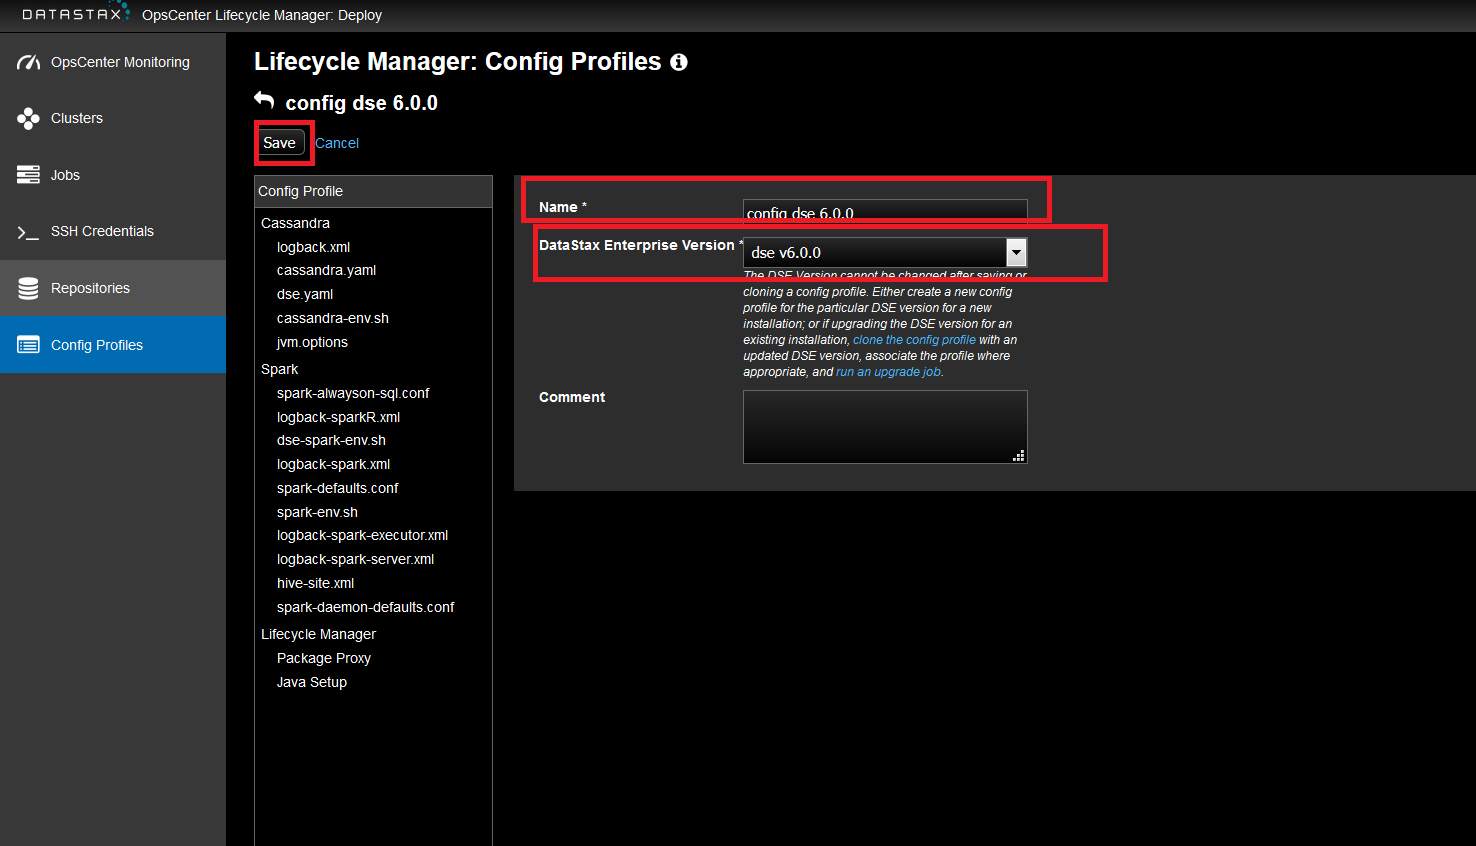 DATASTAX OpsCenter Lifecycle Manager: Deploy
OpsCenter Monitoring
Clusters
Jobs
SSH Credentials
Repositories
Config Profiles
Lifecycle Manager: Config Profiles
config dse 6.0.0
Save Cancel
Config Profile
Cassandra
logback.xml
cassandra.yaml
dse.yaml
cassandra-env.sh
jvm.options
Spark
spark-alwayson-sql.conf
logback-sparkR.xml
dse-spark-env.sh
logback-spark.xml
spark-defaults.conf
spark-env.sh
logback-spark-executor.xml
logback-spark-server.xml
hive-site.xml
spark-daemon-defaults.conf
Lifecycle Manager
Package Proxy
Java Setup
Name * config dse 6.0.0
DataStax Enterprise Version * dse v6.0.0
The DSE Version cannot be changed after saving or
cloning a config profile. Either create a new config
profile for the particular DSE version for a new
installation; or if upgrading the DSE version for an
existing installation, clone the config profile with an
updated DSE version, associate the profile where
appropriate, and run an upgrade job.
Comment